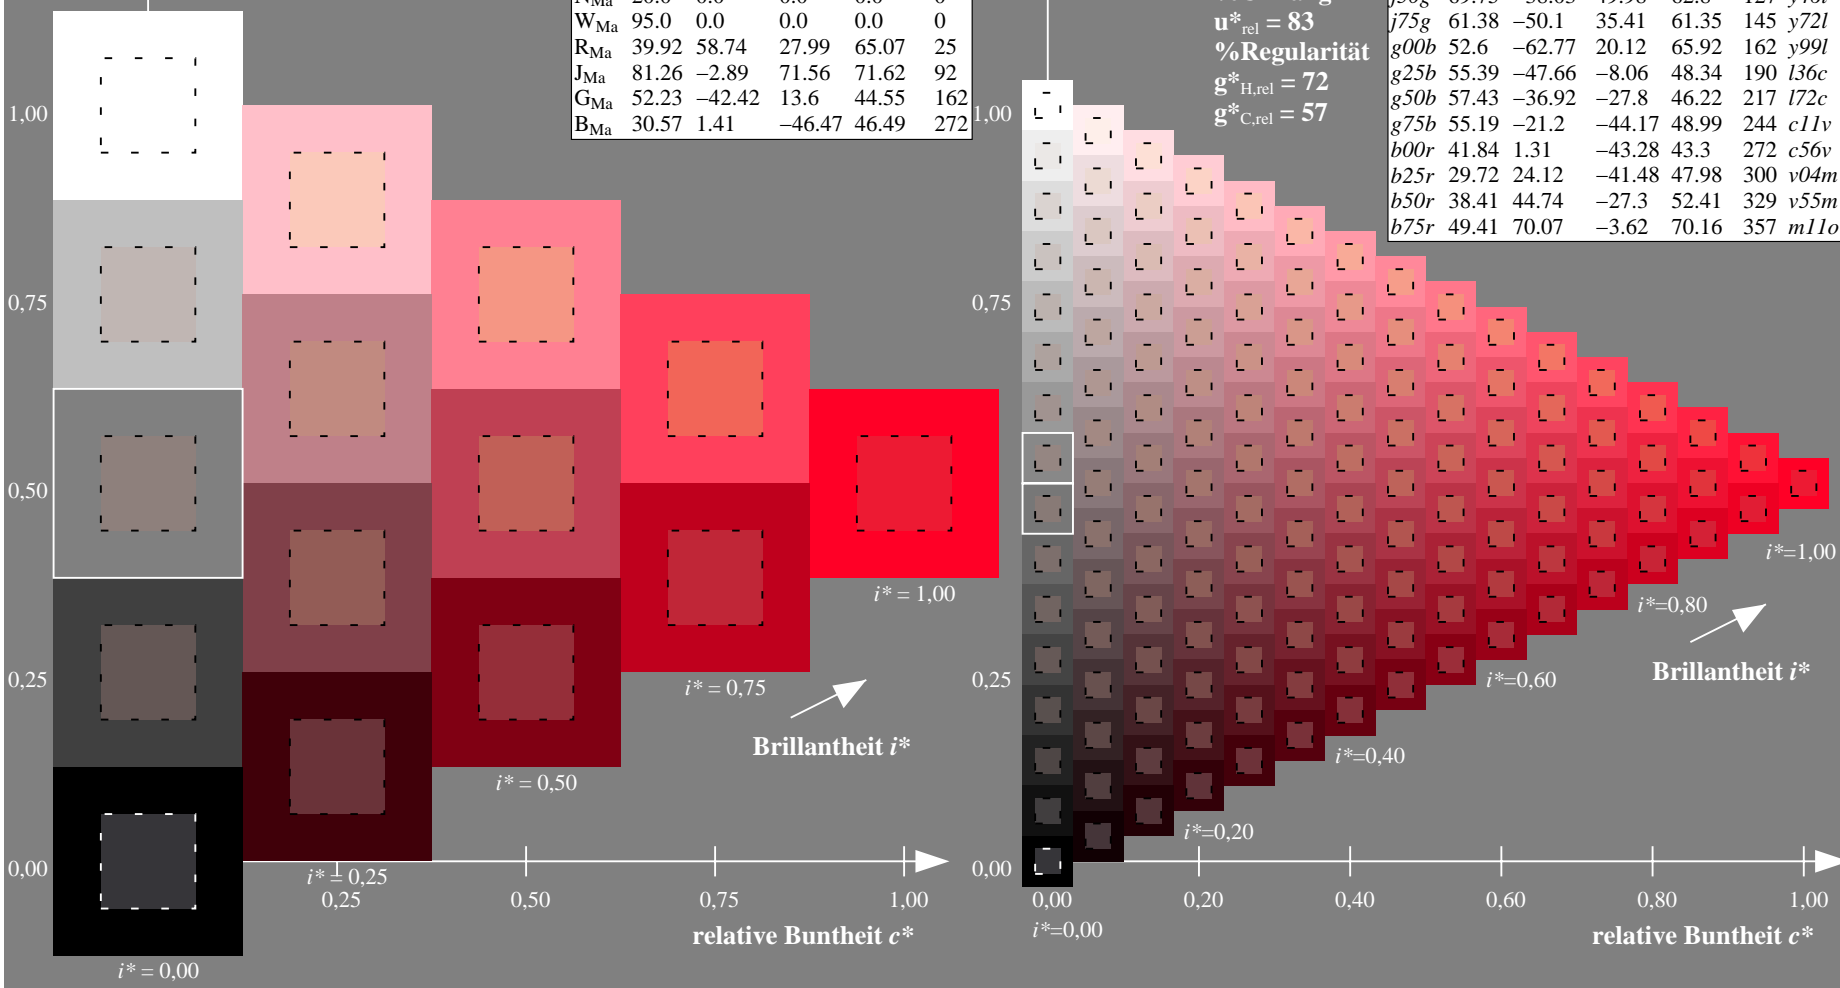 W_Ma 95.0 0.0 0.0 0.0 0
R_Ma 39.92 58.74 27.99 65.07 25
J_Ma 81.26 −2.89 71.56 71.62 92
G_Ma 52.23 −42.42 13.6 44.55 162
B_Ma 30.57 1.41 −46.47 46.49 272
1,00
0,75
0,50
0,25
0,00
i* = 1,00
i* = 0,75
i* = 0,50
i* = 0,25
i* = 0,00
Brillantheit i*
0,25 0,50 0,75 1,00
relative Buntheit c*
u*rel = 83
%Regularität
g*H,rel = 72
g*C,rel = 57
j75g 61.38 −50.1 35.41 61.35 145 y72l
g00b 52.6 −62.77 20.12 65.92 162 y99l
g25b 55.39 −47.66 −8.06 48.34 190 l36c
g50b 57.43 −36.92 −27.8 46.22 217 l72c
g75b 55.19 −21.2 −44.17 48.99 244 c11v
b00r 41.84 1.31 −43.28 43.3 272 c56v
b25r 29.72 24.12 −41.48 47.98 300 v04m
b50r 38.41 44.74 −27.3 52.41 329 v55m
b75r 49.41 70.07 −3.62 70.16 357 m11o
1,00
0,75
0,25
0,00
i*=1,00
i*=0,80
i*=0,60
i*=0,40
i*=0,20
Brillantheit i*
0,00 0,20 0,40 0,60 0,80 1,00
i*=0,00
relative Buntheit c*